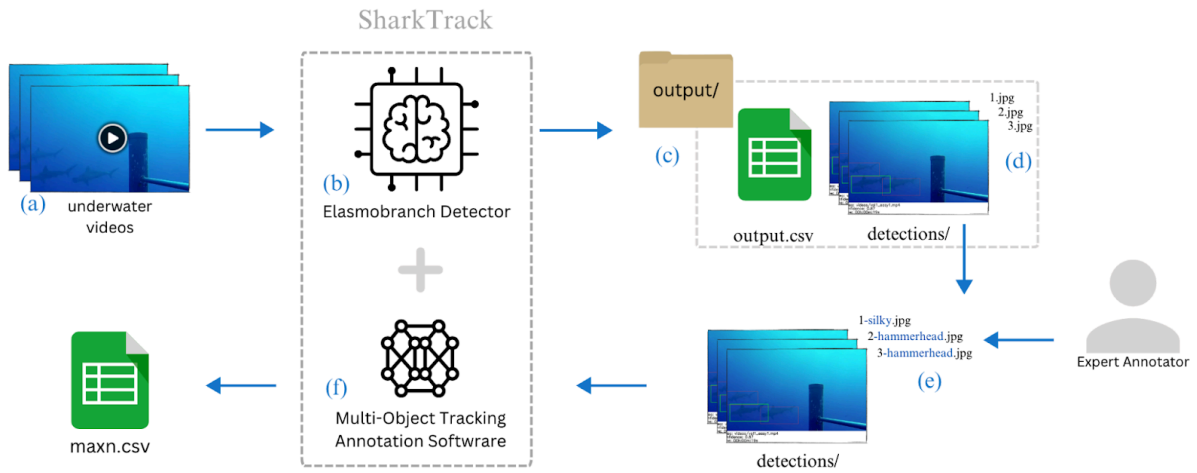 SharkTrack
(a)
underwater
videos
(b)
Elasmobranch Detector
output/
(c)
1.jpg
2.jpg
3.jpg
(d)
output.csv
detections/
Expert Annotator
1-silky.jpg
2-hammerhead.jpg
3-hammerhead.jpg
(e)
detections/
(f)
Multi-Object Tracking
Annotation Software
maxn.csv